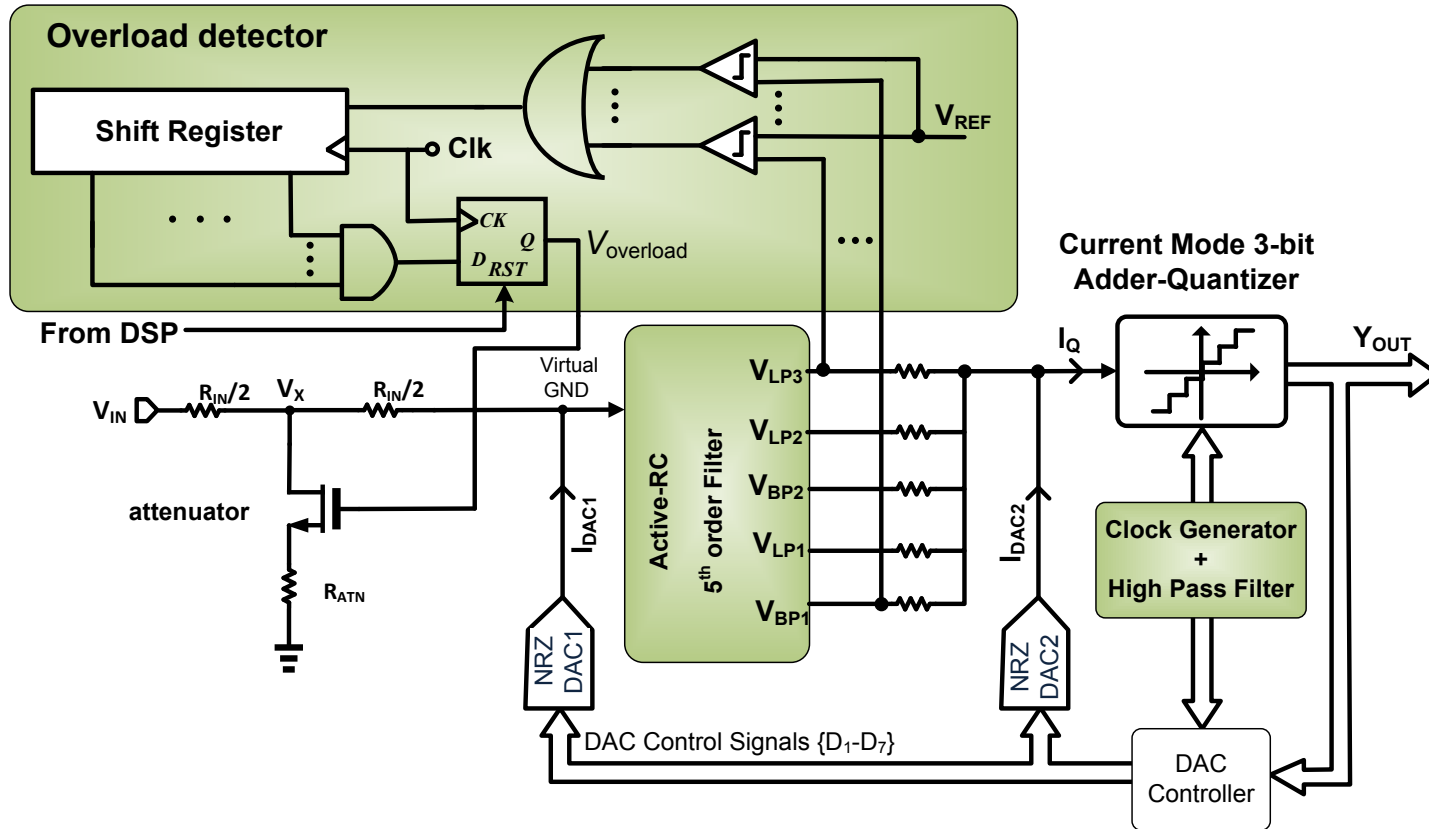 Overload detector
Shift Register
Clk
V_REF
CK
Q
D
RST
V_overload
From DSP
Current Mode 3-bit
Adder-Quantizer
V_IN
R_IN/2
V_X
R_IN/2
Virtual
GND
attenuator
R_ATN
I_DAC1
NRZ
DAC1
Active-RC
5th order Filter
V_LP3
V_LP2
V_BP2
V_LP1
V_BP1
I_DAC2
NRZ
DAC2
I_Q
Y_OUT
Clock Generator
+
High Pass Filter
DAC Control Signals {D1-D7}
DAC
Controller